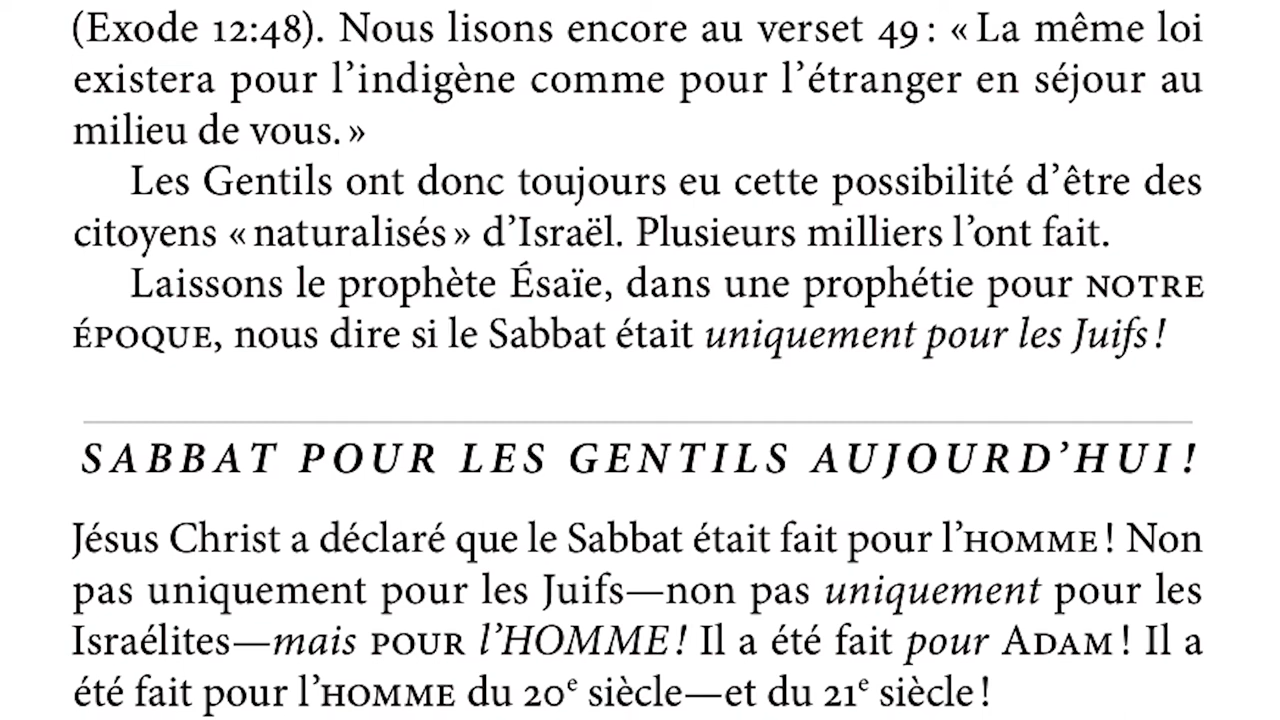 (Exode 12:48). Nous lisons encore au verset 49 : « La même loi
existera pour l’indigène comme pour l’étranger en séjour au
milieu de vous. »
Les Gentils ont donc toujours eu cette possibilité d’être des
citoyens « naturalisés » d’Israël. Plusieurs milliers l’ont fait.
Laissons le prophète Ésaïe, dans une prophétie pour NOTRE
ÉPOQUE, nous dire si le Sabbat était uniquement pour les Juifs !
SABBAT POUR LES GENTILS AUJOURD’HUI !
Jésus Christ a déclaré que le Sabbat était fait pour l’HOMME ! Non
pas uniquement pour les Juifs—non pas uniquement pour les
Israélites—mais POUR l’HOMME ! Il a été fait pour ADAM ! Il a
été fait pour l’HOMME du 20e siècle—et du 21e siècle !